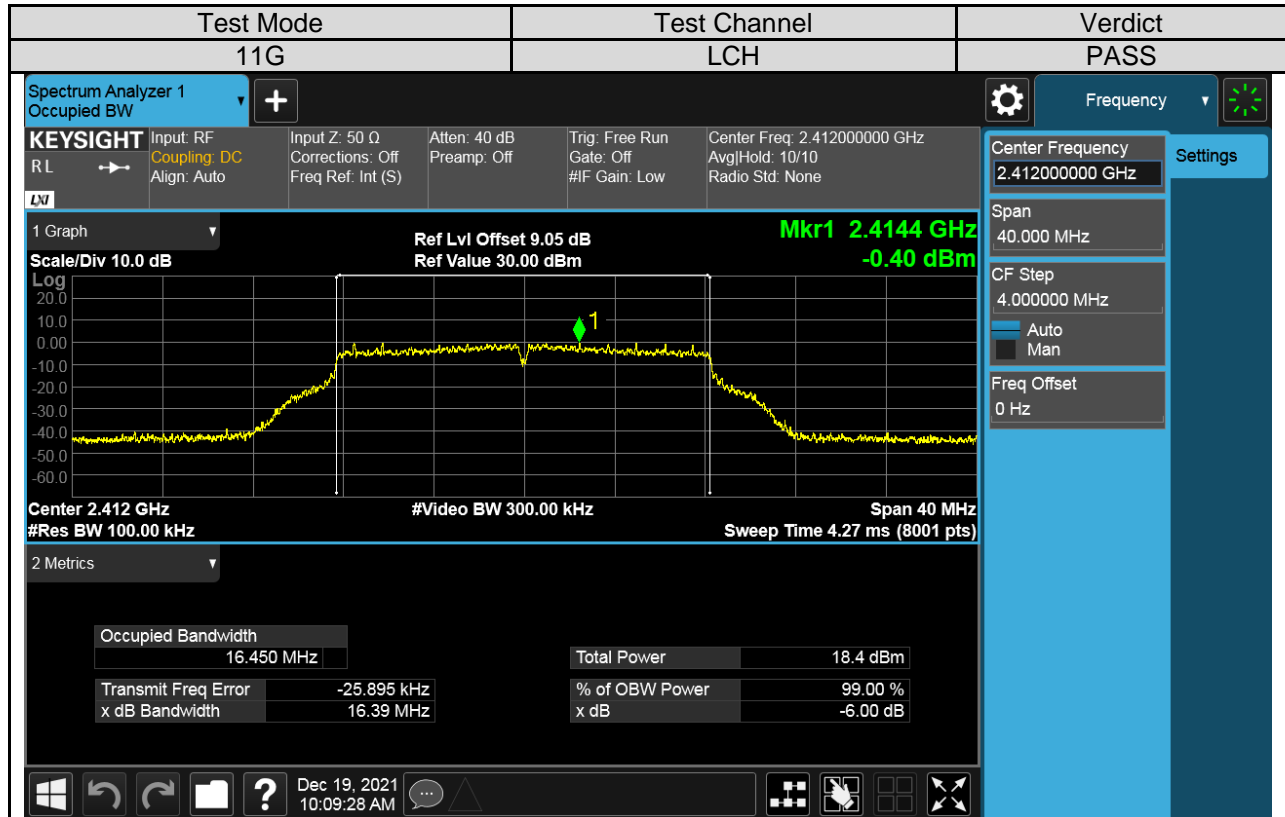 Test Mode Test Channel Verdict
11G LCH PASS
Spectrum Analyzer 1
Occupied BW
+
Frequency
KEYSIGHT Input: RF Input Z: 50 Ω Atten: 40 dB Trig: Free Run Center Freq: 2.412000000 GHz
RL Coupling: DC Corrections: Off Preamp: Off Gate: Off Avg|Hold: 10/10
Align: Auto Freq Ref: Int (S) #IF Gain: Low Radio Std: None
LXI
Center Frequency
2.412000000 GHz
Settings
Span
40.000 MHz
CF Step
4.000000 MHz
Auto
Man
Freq Offset
0 Hz
1 Graph
Scale/Div 10.0 dB
Ref Lvl Offset 9.05 dB
Ref Value 30.00 dBm
Mkr1 2.4144 GHz
-0.40 dBm
Log
20.0
10.0
0.00
-10.0
-20.0
-30.0
-40.0
-50.0
-60.0
1
Center 2.412 GHz #Video BW 300.00 kHz Span 40 MHz
#Res BW 100.00 kHz Sweep Time 4.27 ms (8001 pts)
2 Metrics
Occupied Bandwidth
16.450 MHz Total Power 18.4 dBm
Transmit Freq Error -25.895 kHz % of OBW Power 99.00 %
x dB Bandwidth 16.39 MHz x dB -6.00 dB
?
Dec 19, 2021
10:09:28 AM